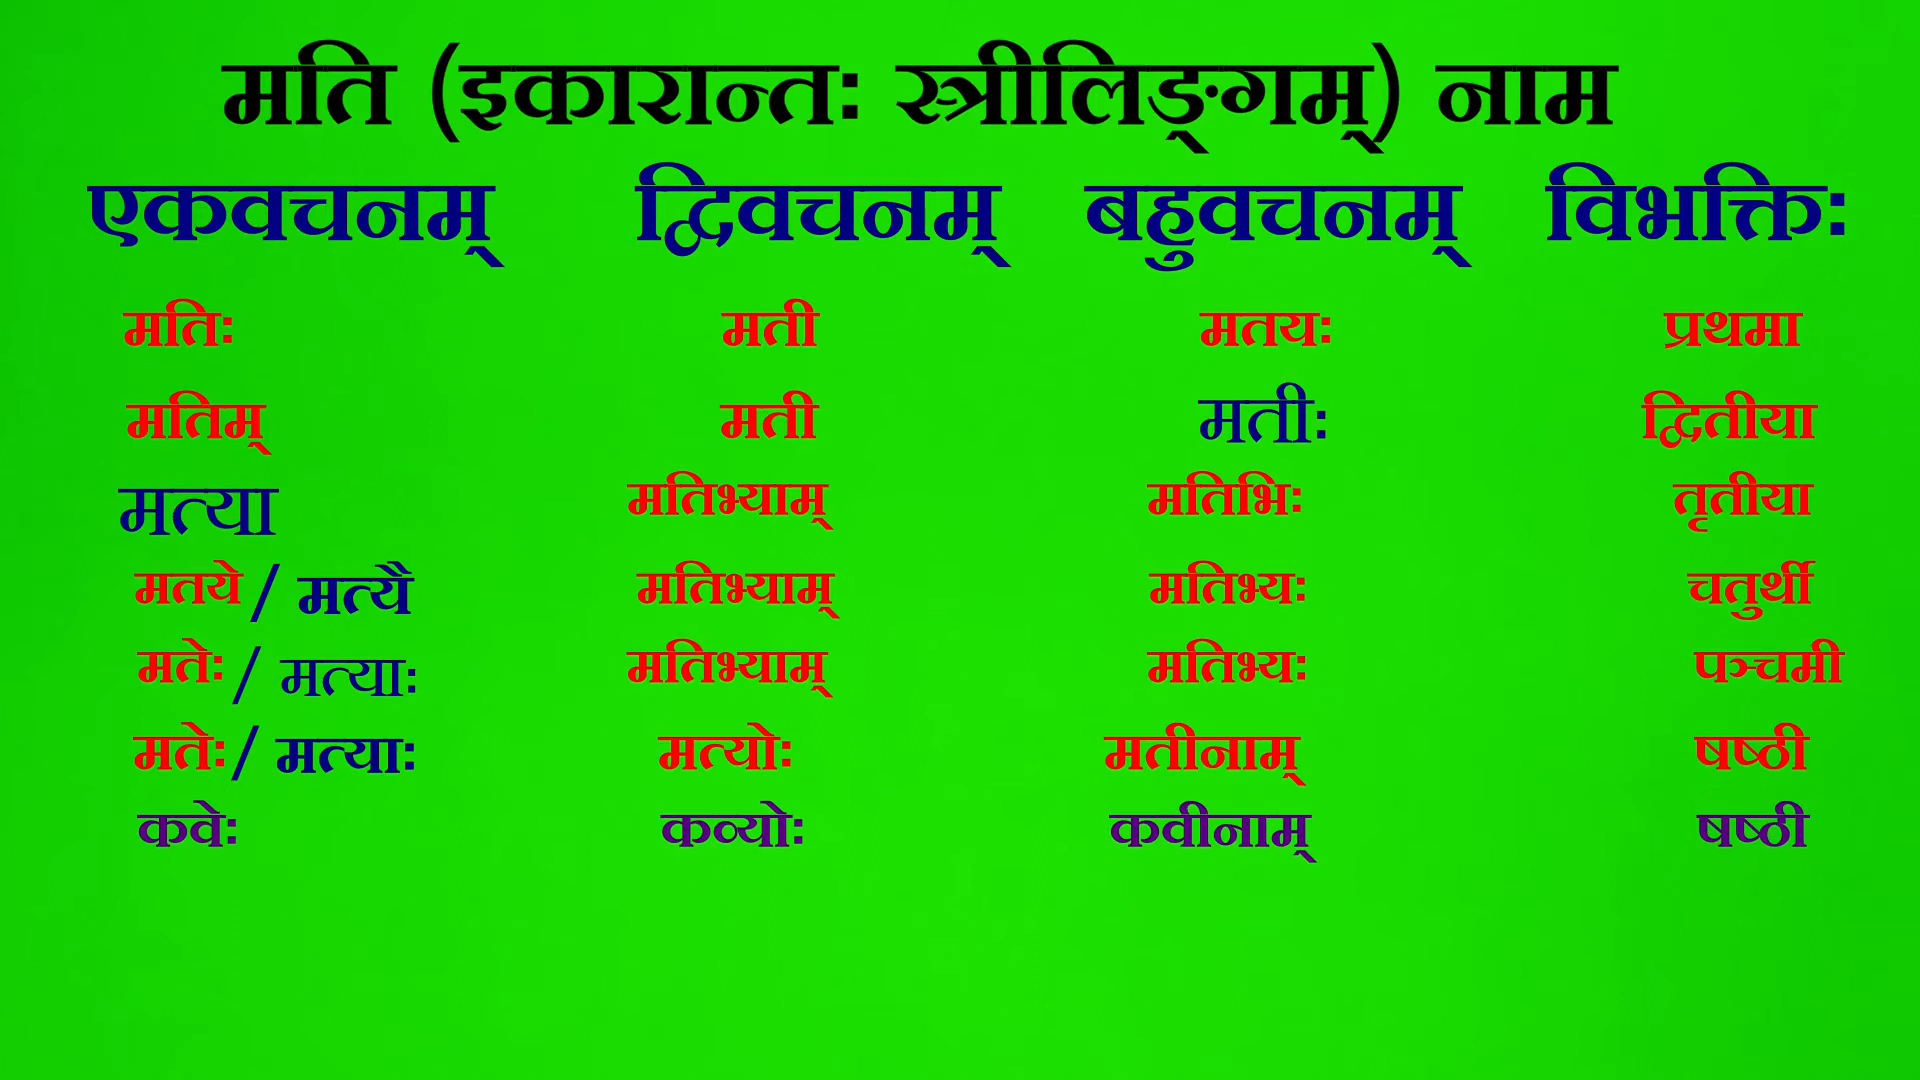 मति (इकारान्तः स्त्रीलिङ्गम्) नाम
एकवचनम् द्विवचनम् बहुवचनम् विभक्तिः
मतिः मती मतयः प्रथमा
मतिम् मती मतीः द्वितीया
मत्या मतिभ्याम् मतिभिः तृतीया
मतये / मत्यै मतिभ्याम् मतिभ्यः चतुर्थी
मतेः / मत्याः मतिभ्याम् मतिभ्यः पञ्चमी
मतेः / मत्याः मत्योः मतीनाम् षष्ठी
कवेः कव्योः कवीनाम् षष्ठी